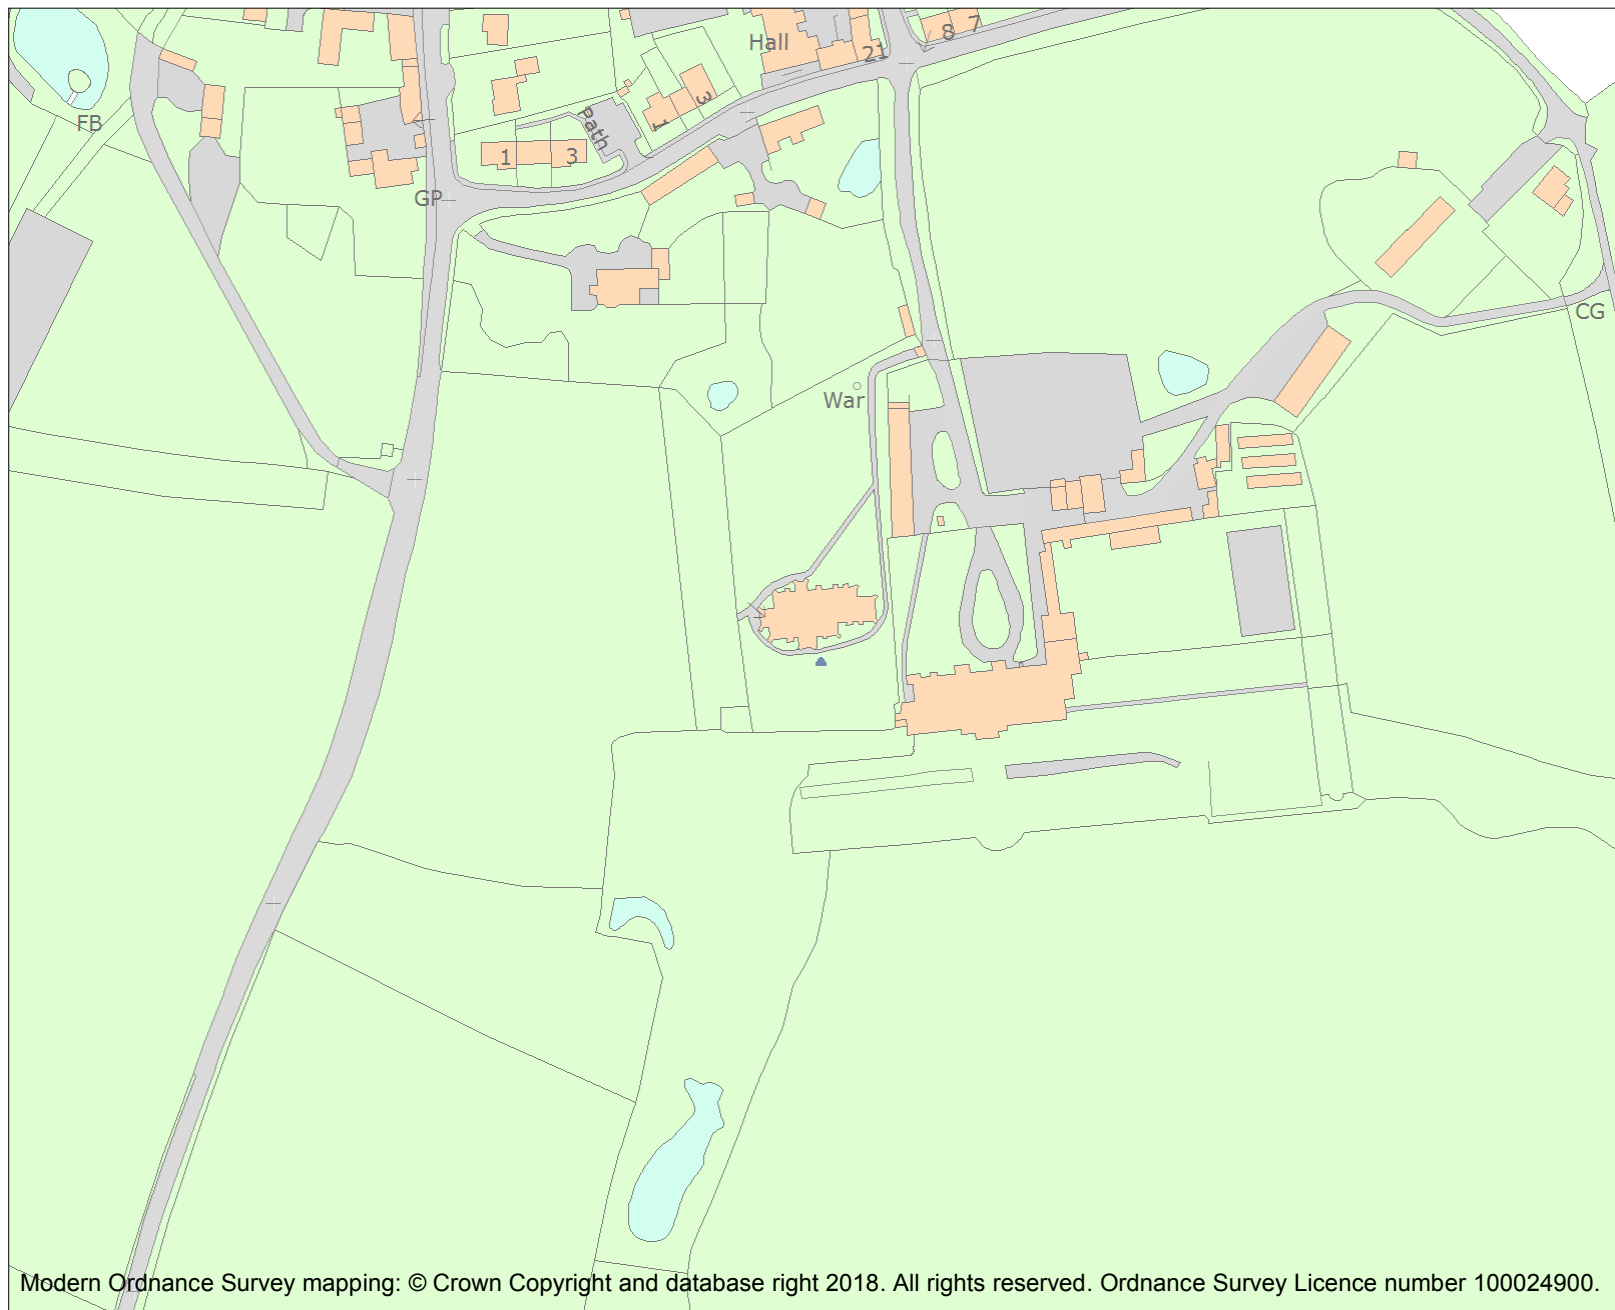 8 7
Hall
21
3
1
FB
Path
1
3
GP
CG
War
Modern Ordnance Survey mapping: © Crown Copyright and database right 2018. All rights reserved. Ordnance Survey Licence number 100024900.